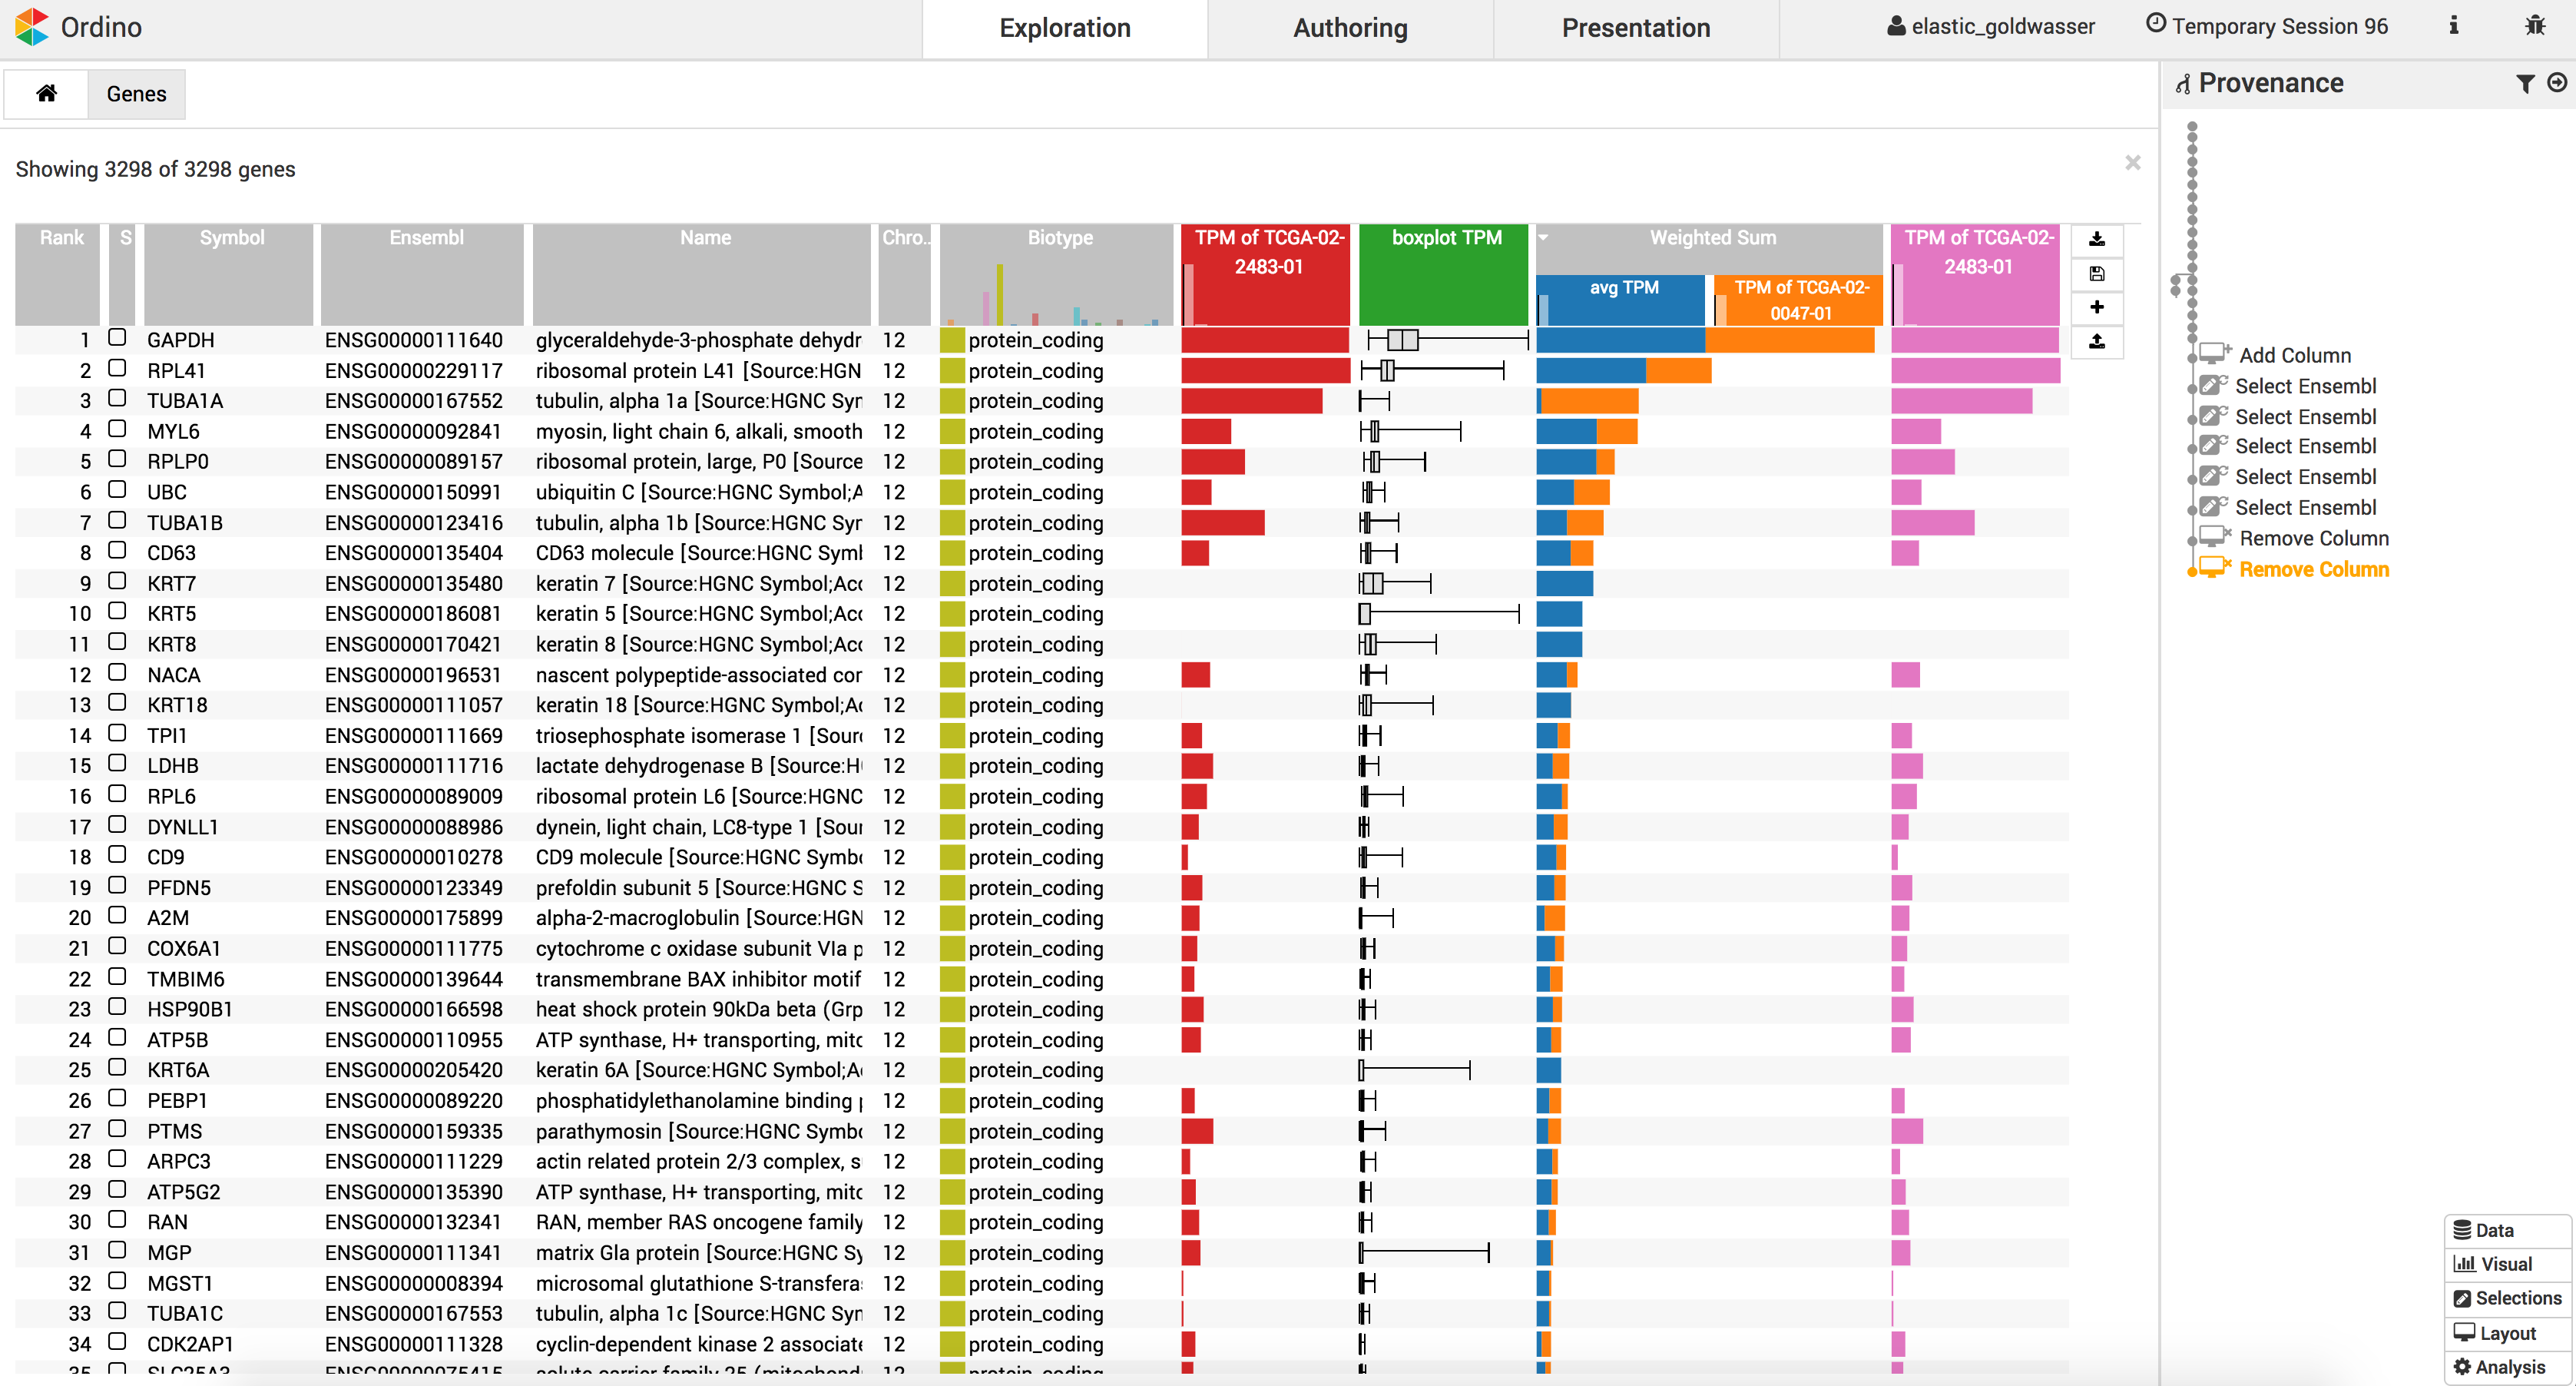 Ordino
Exploration
Authoring
Presentation
elastic_goldwasser
Temporary Session 96
Genes
Provenance
Showing 3298 of 3298 genes
Rank S Symbol Ensembl Name Chro.. Biotype TPM of TCGA-02-2483-01 boxplot TPM Weighted Sum TPM of TCGA-02-2483-01
avg TPM TPM of TCGA-02-0047-01
1 GAPDH ENSG00000111640 glyceraldehyde-3-phosphate dehydr 12 protein_coding
2 RPL41 ENSG00000229117 ribosomal protein L41 [Source:HGN 12 protein_coding
3 TUBA1A ENSG00000167552 tubulin, alpha 1a [Source:HGNC Syn 12 protein_coding
4 MYL6 ENSG00000092841 myosin, light chain 6, alkali, smooth 12 protein_coding
5 RPLP0 ENSG00000089157 ribosomal protein, large, P0 [Source 12 protein_coding
6 UBC ENSG00000150991 ubiquitin C [Source:HGNC Symbol;A 12 protein_coding
7 TUBA1B ENSG00000123416 tubulin, alpha 1b [Source:HGNC Syn 12 protein_coding
8 CD63 ENSG00000135404 CD63 molecule [Source:HGNC Symb 12 protein_coding
9 KRT7 ENSG00000135480 keratin 7 [Source:HGNC Symbol;Acc 12 protein_coding
10 KRT5 ENSG00000186081 keratin 5 [Source:HGNC Symbol;Acc 12 protein_coding
11 KRT8 ENSG00000170421 keratin 8 [Source:HGNC Symbol;Acc 12 protein_coding
12 NACA ENSG00000196531 nascent polypeptide-associated cor 12 protein_coding
13 KRT18 ENSG00000111057 keratin 18 [Source:HGNC Symbol;Ac 12 protein_coding
14 TPI1 ENSG00000111669 triosephosphate isomerase 1 [Sourc 12 protein_coding
15 LDHB ENSG00000111716 lactate dehydrogenase B [Source:H 12 protein_coding
16 RPL6 ENSG00000089009 ribosomal protein L6 [Source:HGNC 12 protein_coding
17 DYNLL1 ENSG00000088986 dynein, light chain, LC8-type 1 [Sour 12 protein_coding
18 CD9 ENSG00000010278 CD9 molecule [Source:HGNC Symbo 12 protein_coding
19 PFDN5 ENSG00000123349 prefoldin subunit 5 [Source:HGNC S 12 protein_coding
20 A2M ENSG00000175899 alpha-2-macroglobulin [Source:HGN 12 protein_coding
21 COX6A1 ENSG00000111775 cytochrome c oxidase subunit VIa p 12 protein_coding
22 TMBIM6 ENSG00000139644 transmembrane BAX inhibitor motif 12 protein_coding
23 HSP90B1 ENSG00000166598 heat shock protein 90kDa beta (Grp 12 protein_coding
24 ATP5B ENSG00000110955 ATP synthase, H+ transporting, mitc 12 protein_coding
25 KRT6A ENSG00000205420 keratin 6A [Source:HGNC Symbol;A 12 protein_coding
26 PEBP1 ENSG00000089220 phosphatidylethanolamine binding p 12 protein_coding
27 PTMS ENSG00000159335 parathymosin [Source:HGNC Symbo 12 protein_coding
28 ARPC3 ENSG00000111229 actin related protein 2/3 complex, s 12 protein_coding
29 ATP5G2 ENSG00000135390 ATP synthase, H+ transporting, mitc 12 protein_coding
30 RAN ENSG00000132341 RAN, member RAS oncogene family 12 protein_coding
31 MGP ENSG00000111341 matrix Gla protein [Source:HGNC Sy 12 protein_coding
32 MGST1 ENSG00000008394 microsomal glutathione S-transfera 12 protein_coding
33 TUBA1C ENSG00000167553 tubulin, alpha 1c [Source:HGNC Syn 12 protein_coding
34 CDK2AP1 ENSG00000111328 cyclin-dependent kinase 2 associate 12 protein_coding
35 SLC25A3 ENSG00000075415 solute carrier family 25 (mitochond 12 protein_coding
Add Column
Select Ensembl
Select Ensembl
Select Ensembl
Select Ensembl
Select Ensembl
Remove Column
Remove Column
Data
Visual
Selections
Layout
Analysis